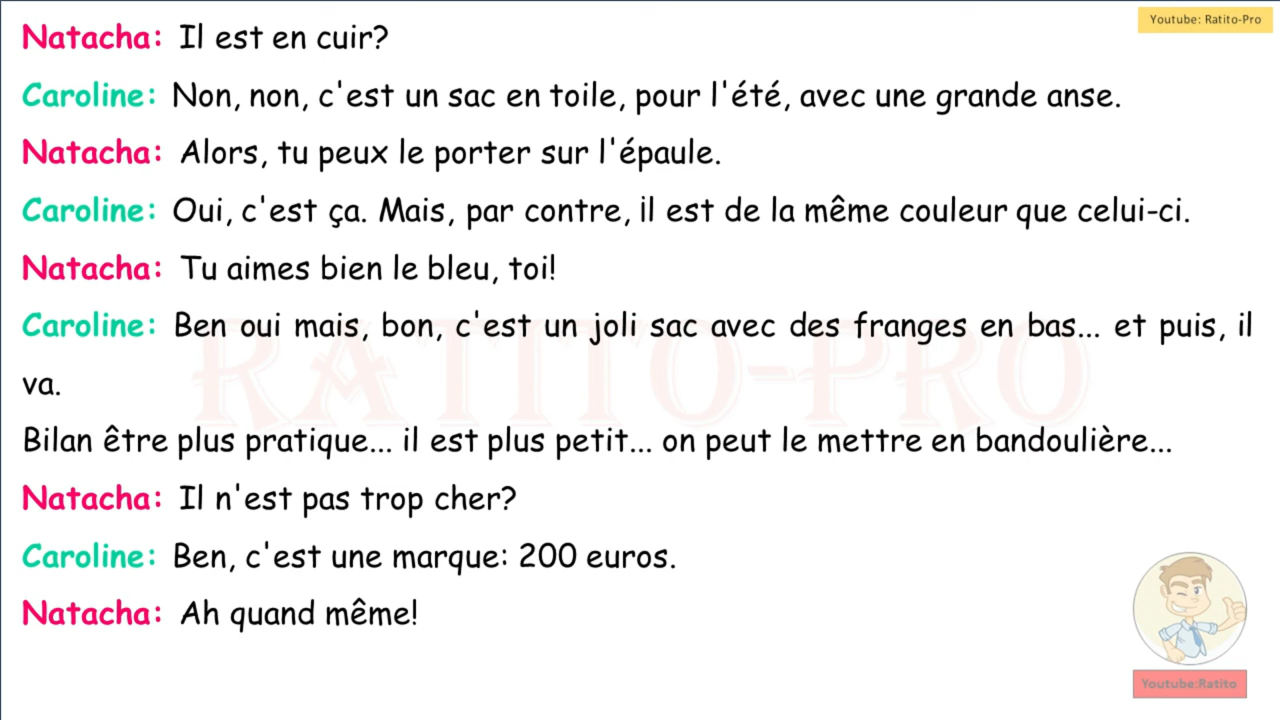 Youtube: Ratito-Pro
Natacha: Il est en cuir?
Caroline: Non, non, c'est un sac en toile, pour l'été, avec une grande anse.
Natacha: Alors, tu peux le porter sur l'épaule.
Caroline: Oui, c'est ça. Mais, par contre, il est de la même couleur que celui-ci.
Natacha: Tu aimes bien le bleu, toi!
Caroline: Ben oui mais, bon, c'est un joli sac avec des franges en bas... et puis, il
va.
RATITO-PRO
Bilan être plus pratique... il est plus petit... on peut le mettre en bandoulière...
Natacha: Il n'est pas trop cher?
Caroline: Ben, c'est une marque: 200 euros.
Natacha: Ah quand même!
Youtube:Ratito